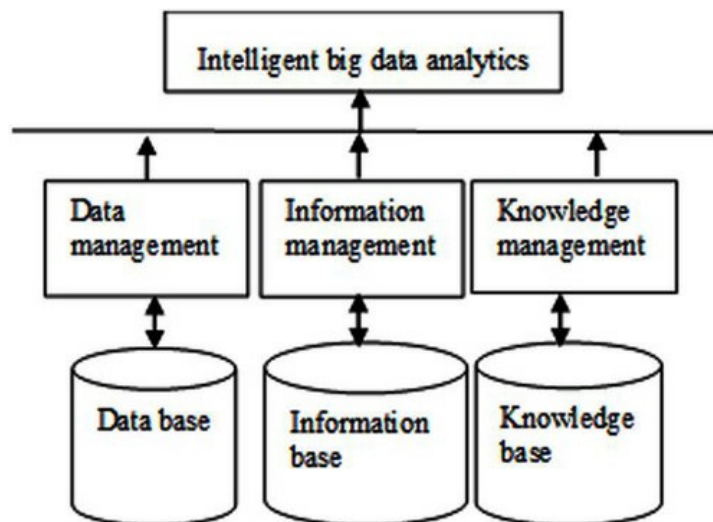 Intelligent big data analytics
Data
management
Information
management
Knowledge
management
Data base
Information
base
Knowledge
base